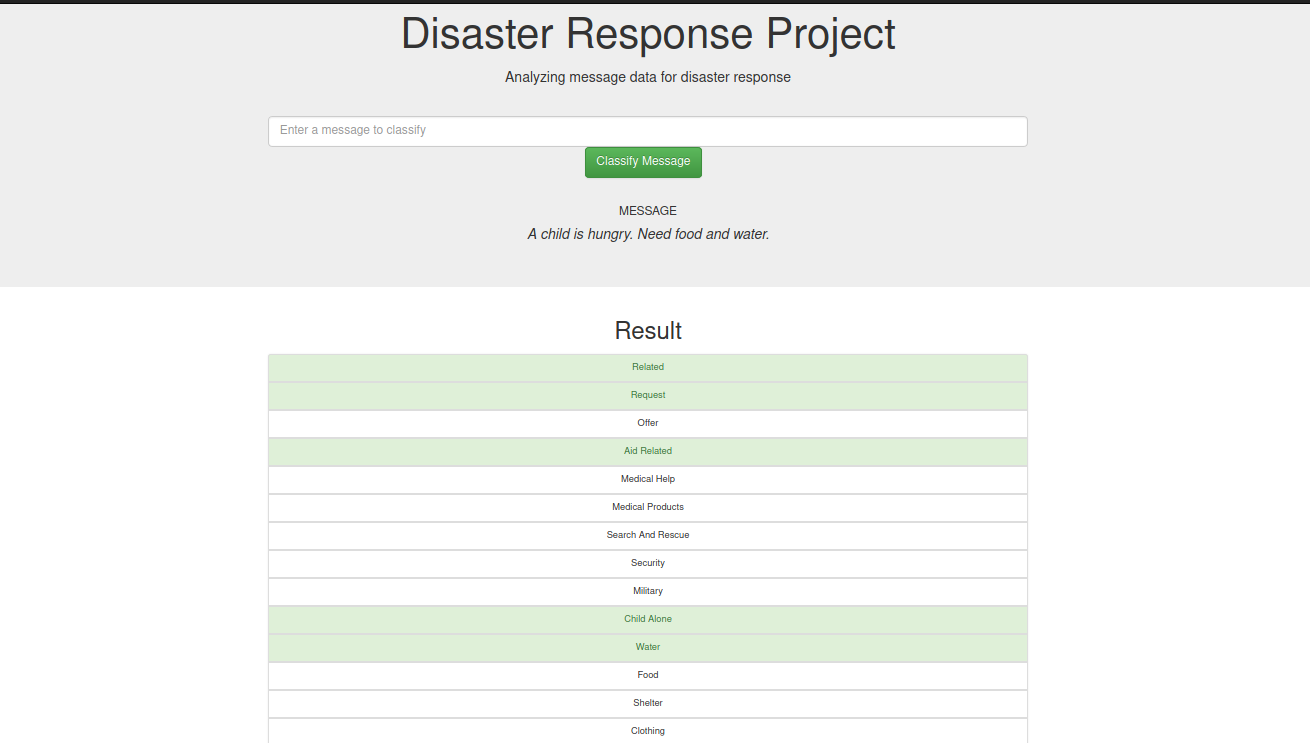 Disaster Response Project
Analyzing message data for disaster response
Enter a message to classify
Classify Message
MESSAGE
A child is hungry. Need food and water.
Result
Related
Request
Offer
Aid Related
Medical Help
Medical Products
Search And Rescue
Security
Military
Child Alone
Water
Food
Shelter
Clothing